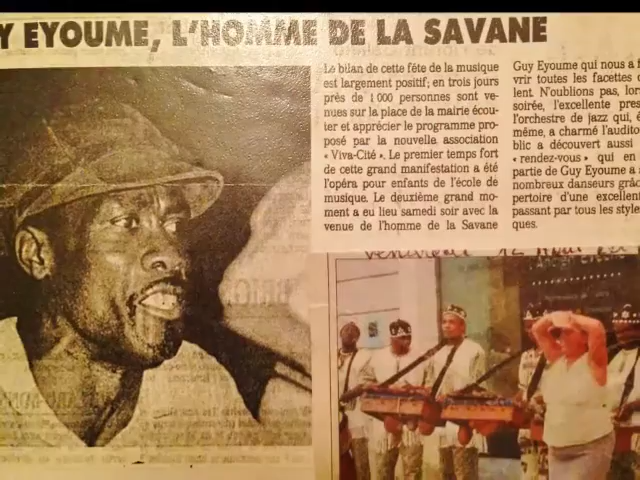 Y EYOUME, L'HOMME DE LA SAVANE
Le bilan de cette fête de la musique
est largement positif; en trois jours
près de 1 000 personnes sont ve-
nues sur la place de la mairie écou-
ter et apprécier le programme pro-
posé par la nouvelle association
« Viva-Cité ». Le premier temps fort
de cette grand manifestation a été
l'opéra pour enfants de l'école de
musique. Le deuxième grand mo-
ment a eu lieu samedi soir avec la
venue de l'homme de la Savane
Guy Eyoume qui nous a f
vrir toutes les facettes d
lent. N'oublions pas, lor
soirée, l'excellente pres
l'orchestre de jazz qui, é
même, a charmé l'audito
blic a découvert aussi
« rendez-vous » qui en
partie de Guy Eyoume a
nombreux danseurs grâc
pertoire d'une excellent
passant par tous les style
ques.